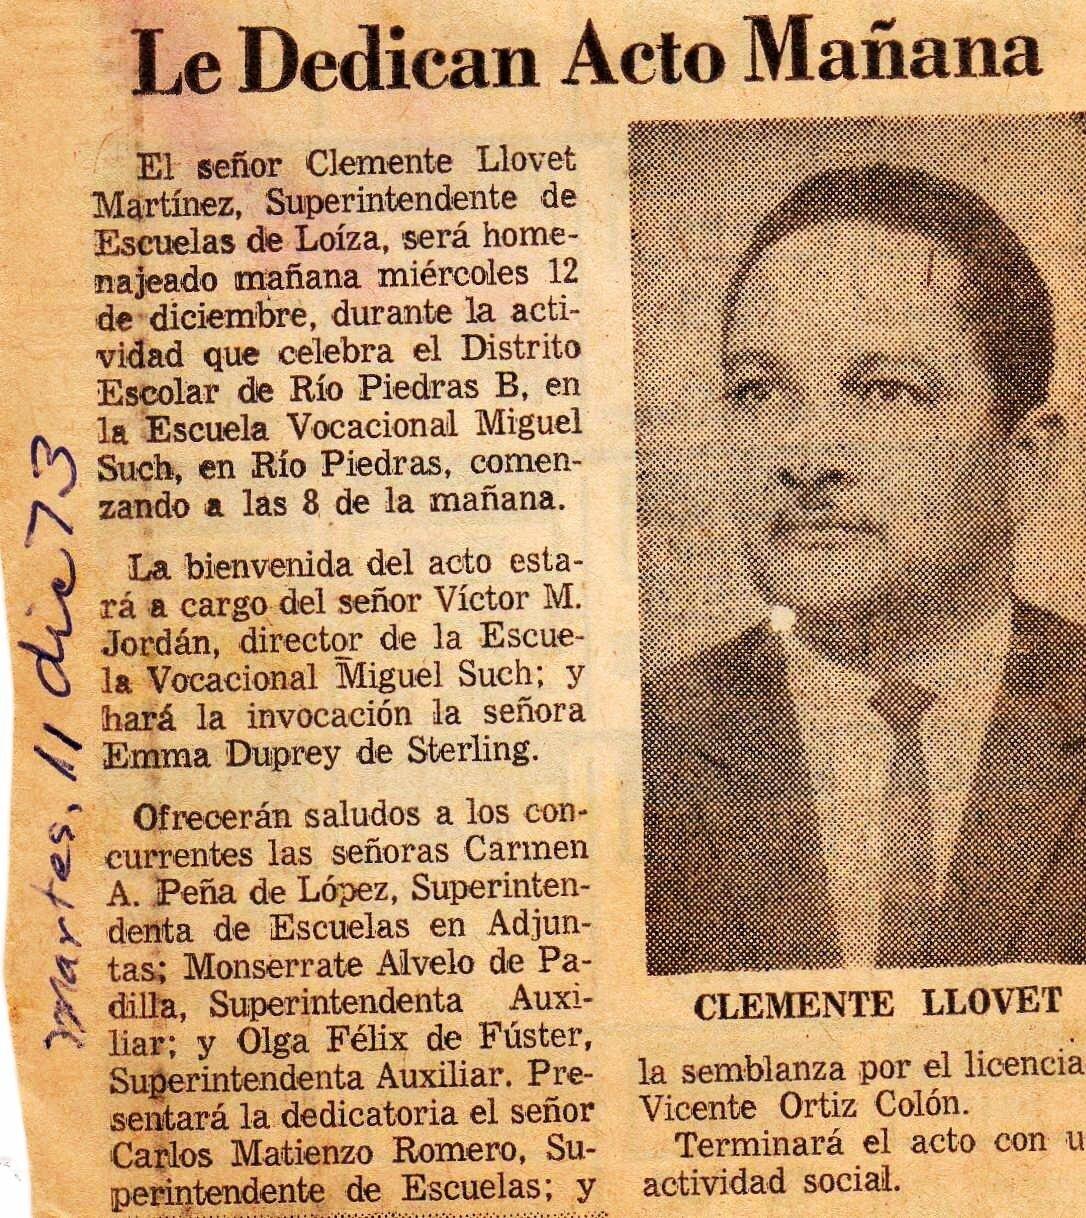 Le Dedican Acto Mañana
El señor Clemente Llovet
Martínez, Superintendente de
Escuelas de Loíza, será home-
najeado mañana miércoles 12
de diciembre, durante la acti-
vidad que celebra el Distrito
Escolar de Río Piedras B, en
la Escuela Vocacional Miguel
Such, en Río Piedras, comen-
zando a las 8 de la mañana.
La bienvenida del acto esta-
rá a cargo del señor Víctor M.
Jordán, director de la Escue-
la Vocacional Miguel Such; y
hará la invocación la señora
Emma Duprey de Sterling.
Ofrecerán saludos a los con-
currentes las señoras Carmen
A. Peña de López, Superinten-
denta de Escuelas en Adjun-
tas; Monserrate Alvelo de Pa-
dilla, Superintendenta Auxi-
liar; y Olga Félix de Fúster,
Superintendenta Auxiliar. Pre-
sentará la dedicatoria el señor
Carlos Matienzo Romero, Su-
perintendente de Escuelas; y
CLEMENTE LLOVET
la semblanza por el licencia
Vicente Ortiz Colón.
Terminará el acto con u
actividad social.
martes, 11 dic 73